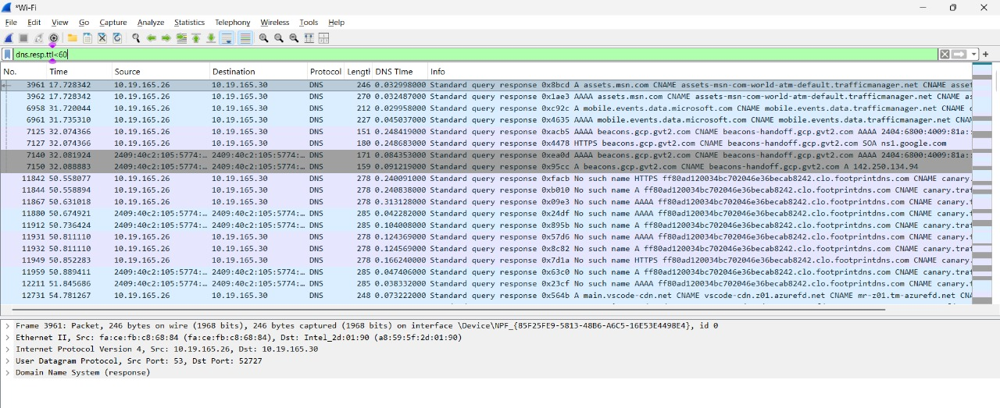 *Wi-Fi
File Edit View Go Capture Analyze Statistics Telephony Wireless Tools Help
dns.resp.ttl<60
No. Time Source Destination Protocol Lengtl DNS TIme Info
3961 17.728342 10.19.165.26 10.19.165.30 DNS 246 0.032998000 Standard query response 0x8bcd A assets.msn.com CNAME assets-msn-com-world-atm-default.trafficmanager.net CNAME asset
3962 17.728342 10.19.165.26 10.19.165.30 DNS 270 0.032487000 Standard query response 0x1ae3 AAAA assets.msn.com CNAME assets-msn-com-world-atm-default.trafficmanager.net CNAME as
6958 31.720044 10.19.165.26 10.19.165.30 DNS 212 0.029958000 Standard query response 0xc92c A mobile.events.data.microsoft.com CNAME mobile.events.data.trafficmanager.net CNAME
6961 31.735310 10.19.165.26 10.19.165.30 DNS 227 0.045037000 Standard query response 0x4635 AAAA mobile.events.data.microsoft.com CNAME mobile.events.data.trafficmanager.net CNA
7125 32.074366 10.19.165.26 10.19.165.30 DNS 151 0.248419000 Standard query response 0xacb5 AAAA beacons.gcp.gvt2.com CNAME beacons-handoff.gcp.gvt2.com AAAA 2404:6800:4009:81a:
7127 32.074366 10.19.165.26 10.19.165.30 DNS 180 0.248683000 Standard query response 0x4478 HTTPS beacons.gcp.gvt2.com CNAME beacons-handoff.gcp.gvt2.com SOA ns1.google.com
7140 32.081924 2409:40c2:105:5774:… 2409:40c2:105:5774:… DNS 171 0.084353000 Standard query response 0xea0d AAAA beacons.gcp.gvt2.com CNAME beacons-handoff.gcp.gvt2.com AAAA 2404:6800:4009:81a:
7150 32.088883 2409:40c2:105:5774:… 2409:40c2:105:5774:… DNS 159 0.091219000 Standard query response 0x95cc A beacons.gcp.gvt2.com CNAME beacons-handoff.gcp.gvt2.com A 142.250.134.94
11842 50.558077 10.19.165.26 10.19.165.30 DNS 278 0.240091000 Standard query response 0xfacb No such name HTTPS ff80ad120034bc702046e36becab8242.clo.footprintdns.com CNAME canary.
11844 50.558894 10.19.165.26 10.19.165.30 DNS 278 0.240838000 Standard query response 0xb010 No such name A ff80ad120034bc702046e36becab8242.clo.footprintdns.com CNAME canary.traf
11867 50.631018 10.19.165.26 10.19.165.30 DNS 278 0.313128000 Standard query response 0x09e3 No such name AAAA ff80ad120034bc702046e36becab8242.clo.footprintdns.com CNAME canary.t
11880 50.674921 2409:40c2:105:5774:… 2409:40c2:105:5774:… DNS 285 0.042282000 Standard query response 0x24df No such name AAAA ff80ad120034bc702046e36becab8242.clo.footprintdns.com CNAME canary.t
11912 50.736424 2409:40c2:105:5774:… 2409:40c2:105:5774:… DNS 285 0.104008000 Standard query response 0x895b No such name A ff80ad120034bc702046e36becab8242.clo.footprintdns.com CNAME canary.traf
11931 50.811110 10.19.165.26 10.19.165.30 DNS 278 0.124369000 Standard query response 0x57d6 No such name AAAA ff80ad120034bc702046e36becab8242.clo.footprintdns.com CNAME canary.t
11932 50.811110 10.19.165.26 10.19.165.30 DNS 278 0.124569000 Standard query response 0x8c82 No such name A ff80ad120034bc702046e36becab8242.clo.footprintdns.com CNAME canary.traf
11949 50.852283 10.19.165.26 10.19.165.30 DNS 278 0.166240000 Standard query response 0x7d1a No such name HTTPS ff80ad120034bc702046e36becab8242.clo.footprintdns.com CNAME canary.
11959 50.889411 2409:40c2:105:5774:… 2409:40c2:105:5774:… DNS 285 0.047406000 Standard query response 0x63c0 No such name A ff80ad120034bc702046e36becab8242.clo.footprintdns.com CNAME canary.traf
12211 51.845686 2409:40c2:105:5774:… 2409:40c2:105:5774:… DNS 285 0.038332000 Standard query response 0x23cf No such name AAAA ff80ad120034bc702046e36becab8242.clo.footprintdns.com CNAME canary.t
12731 54.781267 10.19.165.26 10.19.165.30 DNS 248 0.073222000 Standard query response 0x564b A main.vscode-cdn.net CNAME vscode-cdn.z01.azurefd.net CNAME mr-z01.tm-azurefd.net CNA
Frame 3961: Packet, 246 bytes on wire (1968 bits), 246 bytes captured (1968 bits) on interface \Device\NPF_{85F25FE9-5813-48B6-A6C5-16E53E4498E4}, id 0
Ethernet II, Src: fa:ce:fb:c8:68:84 (fa:ce:fb:c8:68:84), Dst: Intel_2d:01:90 (a8:59:5f:2d:01:90)
Internet Protocol Version 4, Src: 10.19.165.26, Dst: 10.19.165.30
User Datagram Protocol, Src Port: 53, Dst Port: 52727
Domain Name System (response)